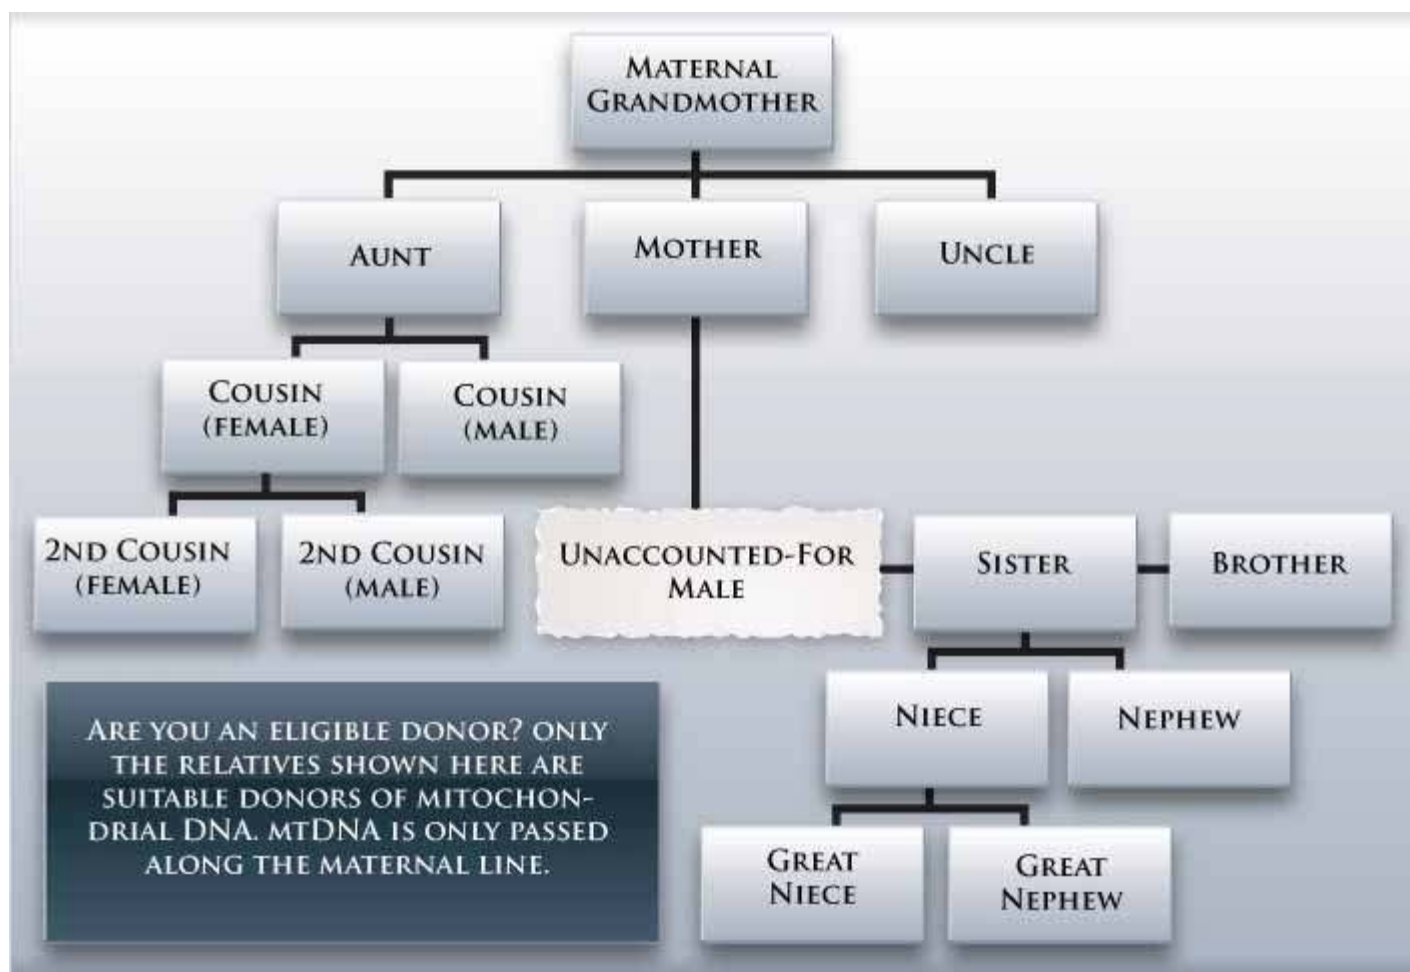 MATERNAL
GRANDMOTHER
AUNT
MOTHER
UNCLE
COUSIN
(FEMALE)
COUSIN
(MALE)
2ND COUSIN
(FEMALE)
2ND COUSIN
(MALE)
UNACCOUNTED-FOR
MALE
SISTER
BROTHER
NIECE
NEPHEW
GREAT
NIECE
GREAT
NEPHEW
ARE YOU AN ELIGIBLE DONOR? ONLY
THE RELATIVES SHOWN HERE ARE
SUITABLE DONORS OF MITOCHON-
DRIAL DNA. MTDNA IS ONLY PASSED
ALONG THE MATERNAL LINE.